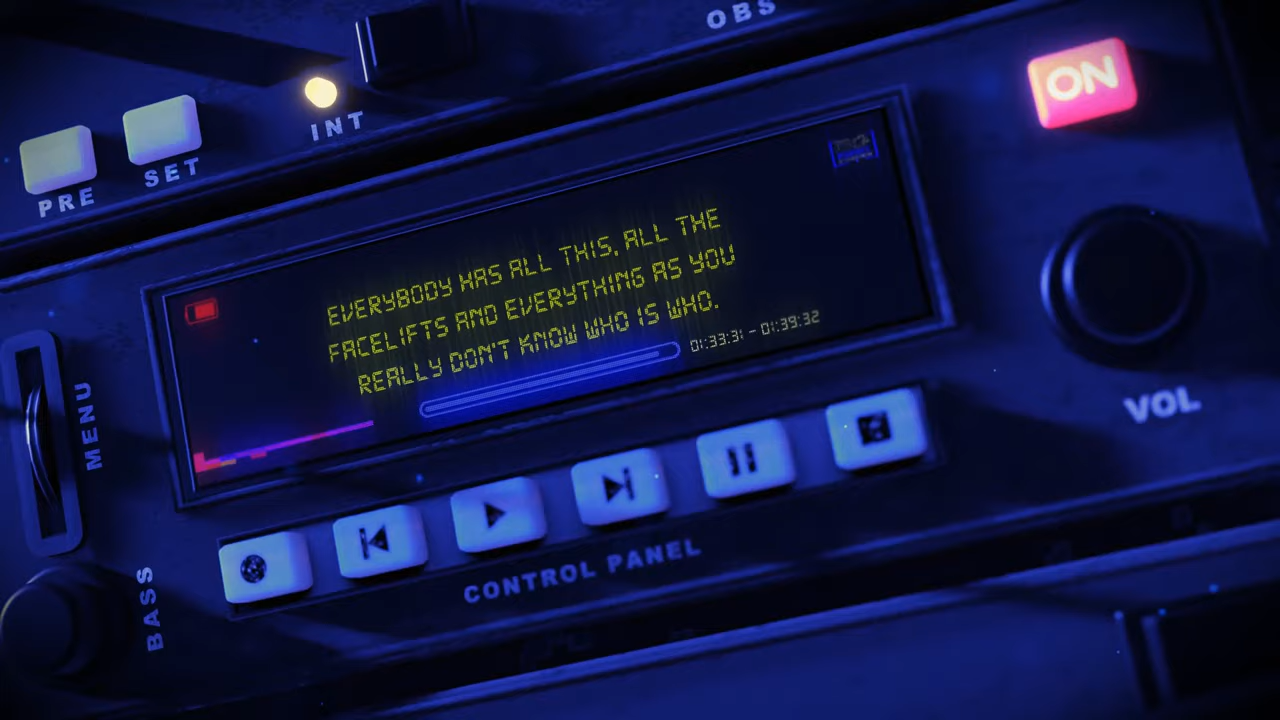 OBS
ON
INT
SET
PRE
EVERYBODY HAS ALL THIS, ALL THE
FACELIFTS AND EVERYTHING AS YOU
REALLY DON'T KNOW WHO IS WHO.
01:33:31 - 01:39:32
MENU
VOL
CONTROL PANEL
BASS